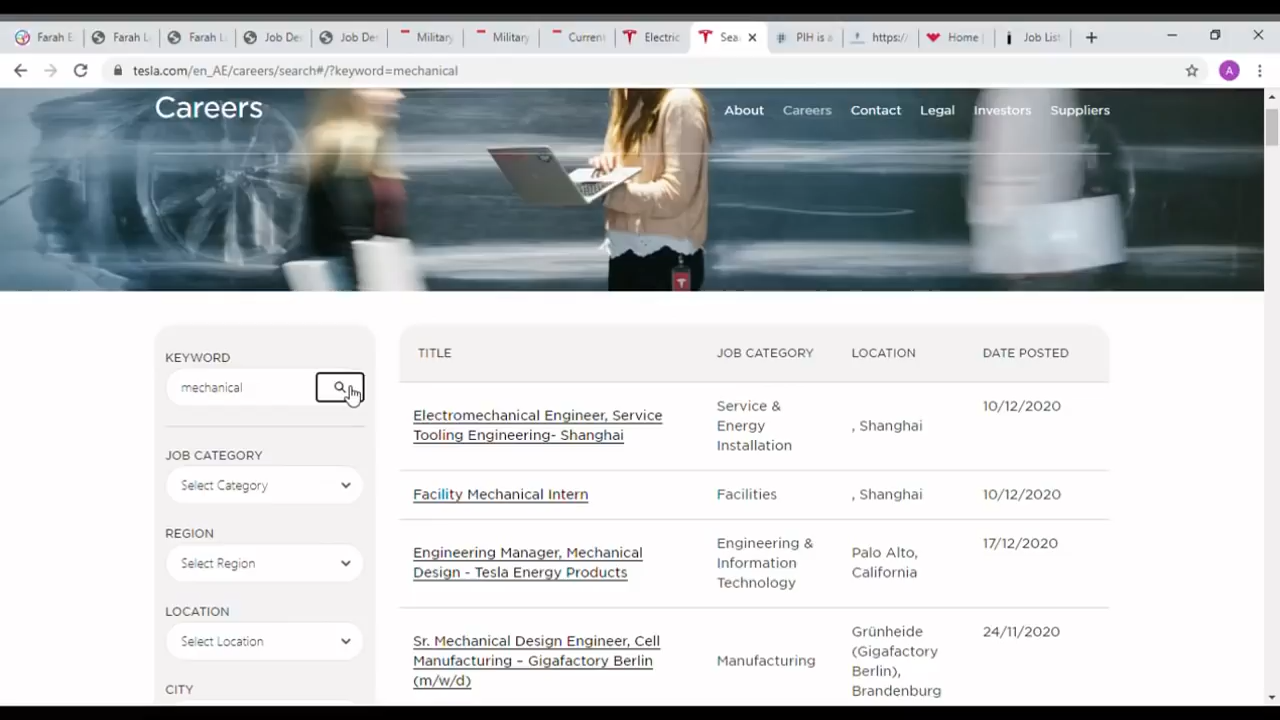 Farah E
Farah L
Farah L
Job De
Job De
Military
Military
Current
Electric
Sea
PIH is a
https:/
Home
Job List
tesla.com/en_AE/careers/search#/?keyword=mechanical
A
Careers
About Careers Contact Legal Investors Suppliers
KEYWORD
mechanical
JOB CATEGORY
Select Category
REGION
Select Region
LOCATION
Select Location
CITY
TITLE JOB CATEGORY LOCATION DATE POSTED
Electromechanical Engineer, Service
Tooling Engineering- Shanghai
Service &
Energy
Installation
, Shanghai
10/12/2020
Facility Mechanical Intern
Facilities
, Shanghai
10/12/2020
Engineering Manager, Mechanical
Design - Tesla Energy Products
Engineering &
Information
Technology
Palo Alto,
California
17/12/2020
Sr. Mechanical Design Engineer, Cell
Manufacturing – Gigafactory Berlin
(m/w/d)
Manufacturing
Grünheide
(Gigafactory
Berlin),
Brandenburg
24/11/2020